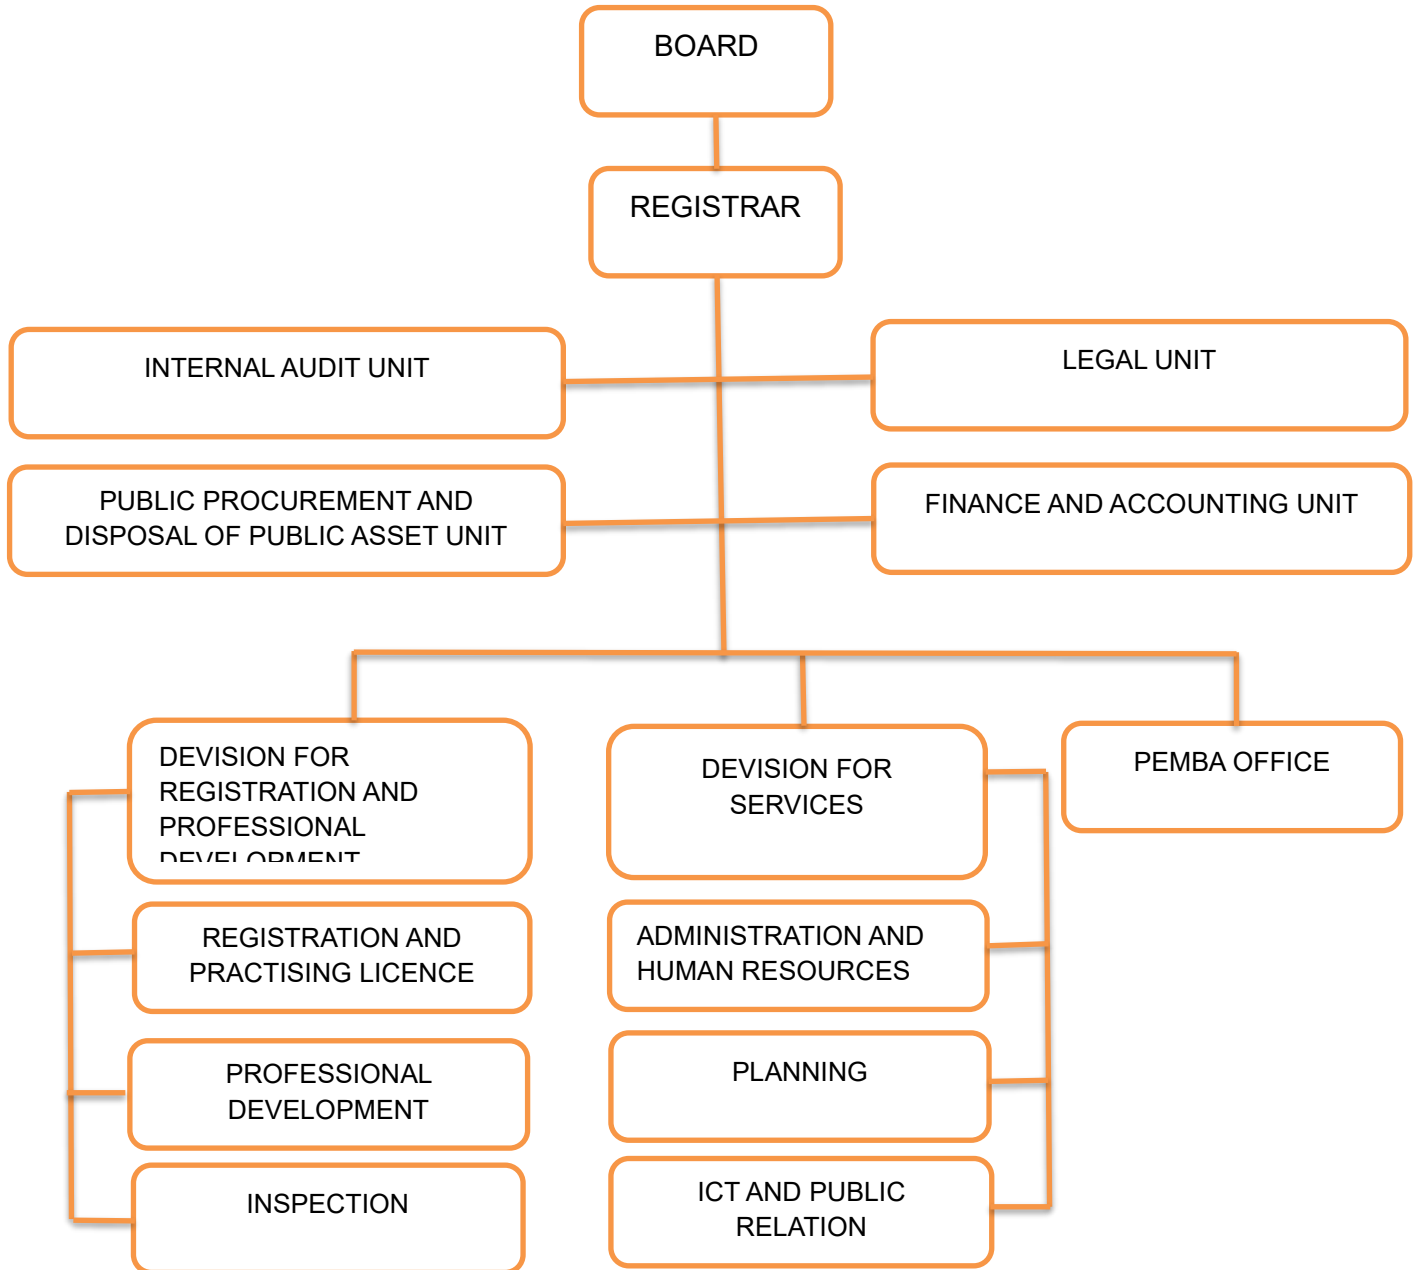 BOARD
REGISTRAR
INTERNAL AUDIT UNIT
LEGAL UNIT
PUBLIC PROCUREMENT AND
DISPOSAL OF PUBLIC ASSET UNIT
FINANCE AND ACCOUNTING UNIT
DEVISION FOR
REGISTRATION AND
PROFESSIONAL
DEVELOPMENT
REGISTRATION AND
PRACTISING LICENCE
PROFESSIONAL
DEVELOPMENT
INSPECTION
DEVISION FOR
SERVICES
ADMINISTRATION AND
HUMAN RESOURCES
PLANNING
ICT AND PUBLIC
RELATION
PEMBA OFFICE